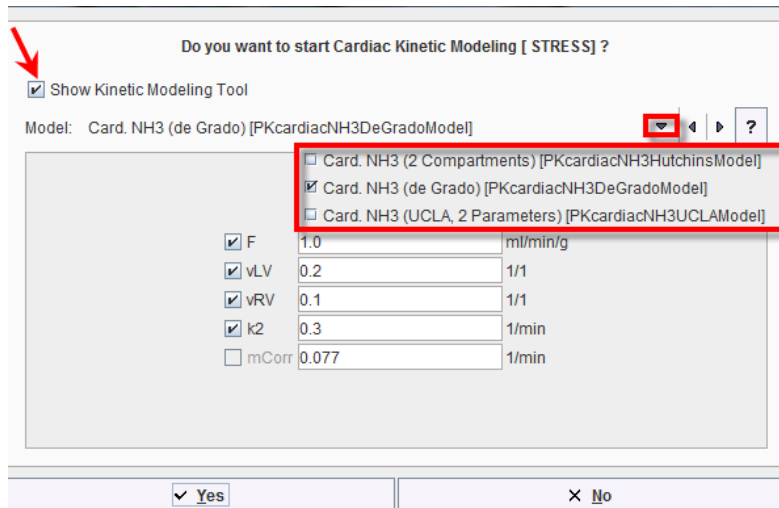 Do you want to start Cardiac Kinetic Modeling [ STRESS] ?
Show Kinetic Modeling Tool
Model: Card. NH3 (de Grado) [PKcardiacNH3DeGradoModel] ?
Card. NH3 (2 Compartments) [PKcardiacNH3HutchinsModel]
Card. NH3 (de Grado) [PKcardiacNH3DeGradoModel]
Card. NH3 (UCLA, 2 Parameters) [PKcardiacNH3UCLAModel]
F 1.0 ml/min/g
vLV 0.2 1/1
vRV 0.1 1/1
k2 0.3 1/min
mCorr 0.077 1/min
Yes No